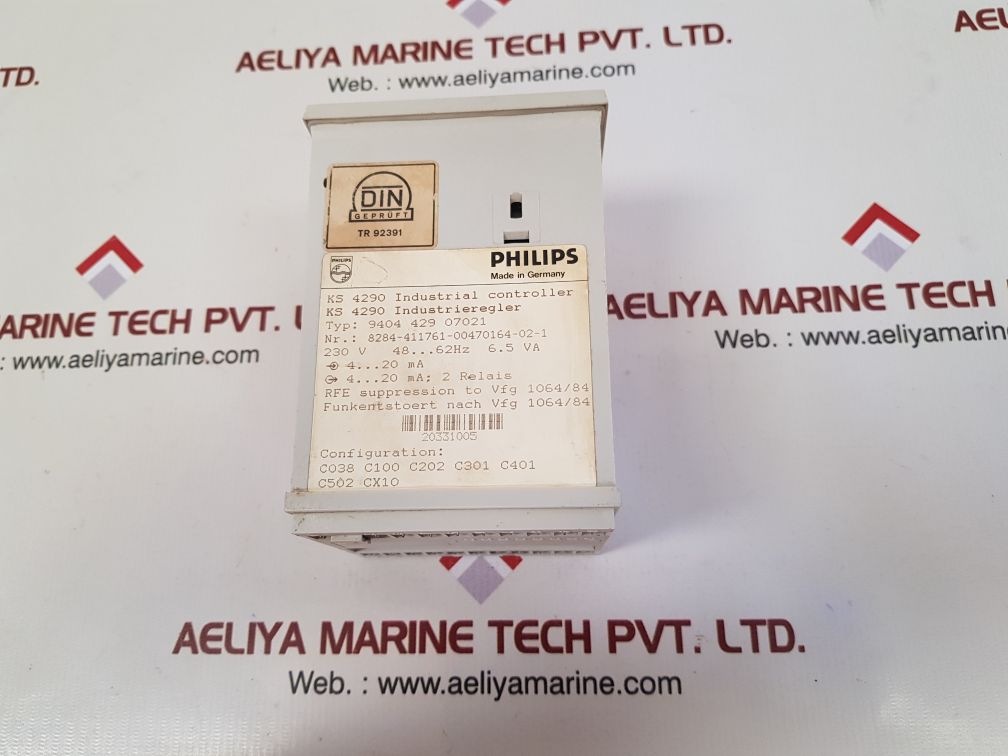 AELIYA MARINE TECH PVT. LTD.
Web. : www.aeliyamarine.com
AELI
TD.
DIN
GEPRÜFT
TR 92391
PHILIPS
PHILIPS
Made in Germany
KS 4290 Industrial controller
KS 4290 Industrieregler
Typ: 9404 429 07021
Nr.: 8284-411761-00470164-02-1
230 V 48...62Hz 6.5 VA
4...20 mA
4...20 mA; 2 Relais
RFE suppression to Vfg 1064/84
Funkentstoert nach Vfg 1064/84
20331005
Configuration:
C038 C100 C202 C301 C401
C502 CX10
ARINE TECH PVT. LTD.
: www.aeliyamarine.com
AELIYA MARINE TECH
Web. : www.aeliyamarine
AELIYA MARINE TECH PVT. LTD.
Web. : www.aeliyamarine.com